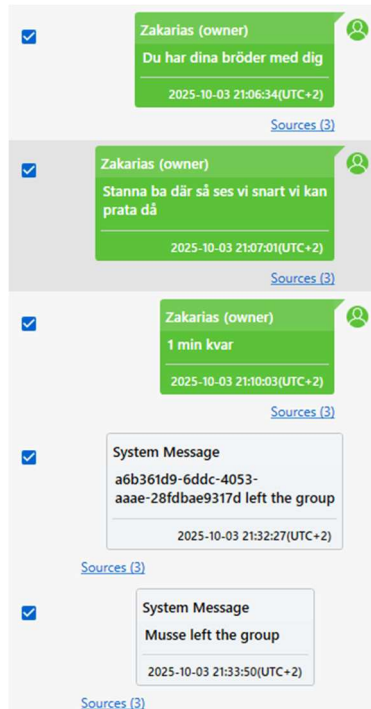 Zakarias (owner)
Du har dina bröder med dig
2025-10-03 21:06:34(UTC+2)
Sources (3)
Zakarias (owner)
Stanna ba där så ses vi snart vi kan
prata då
2025-10-03 21:07:01(UTC+2)
Sources (3)
Zakarias (owner)
1 min kvar
2025-10-03 21:10:03(UTC+2)
Sources (3)
System Message
a6b361d9-6ddc-4053-
aaae-28fdbae9317d left the group
2025-10-03 21:32:27(UTC+2)
Sources (3)
System Message
Musse left the group
2025-10-03 21:33:50(UTC+2)
Sources (3)